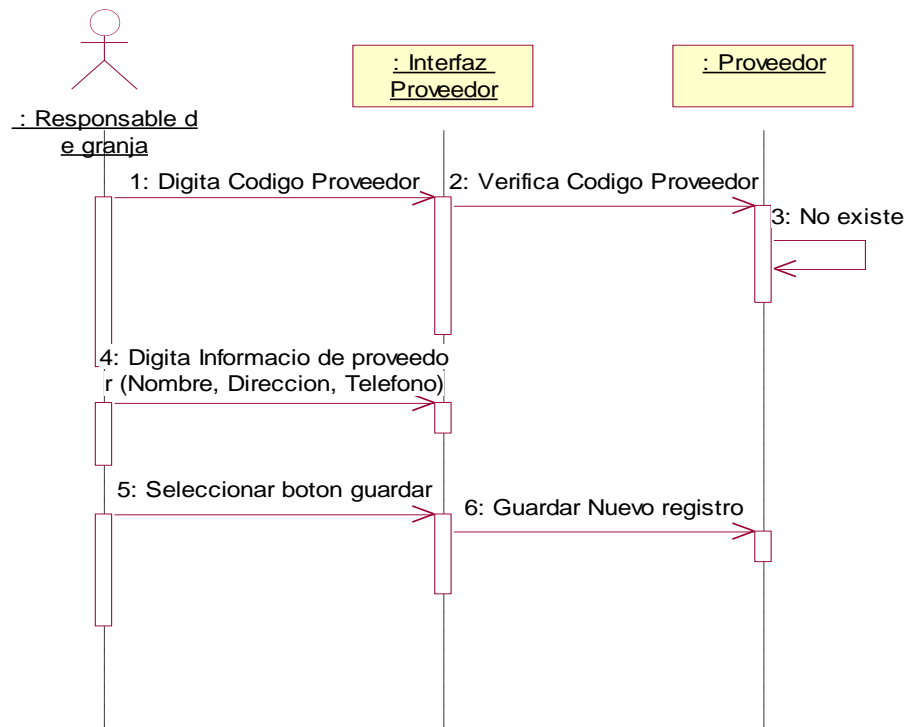 : Responsable d
e granja
: Interfaz
Proveedor
: Proveedor
1: Digita Codigo Proveedor
2: Verifica Codigo Proveedor
3: No existe
4: Digita Informacio de proveedo
r (Nombre, Direccion, Telefono)
5: Seleccionar boton guardar
6: Guardar Nuevo registro